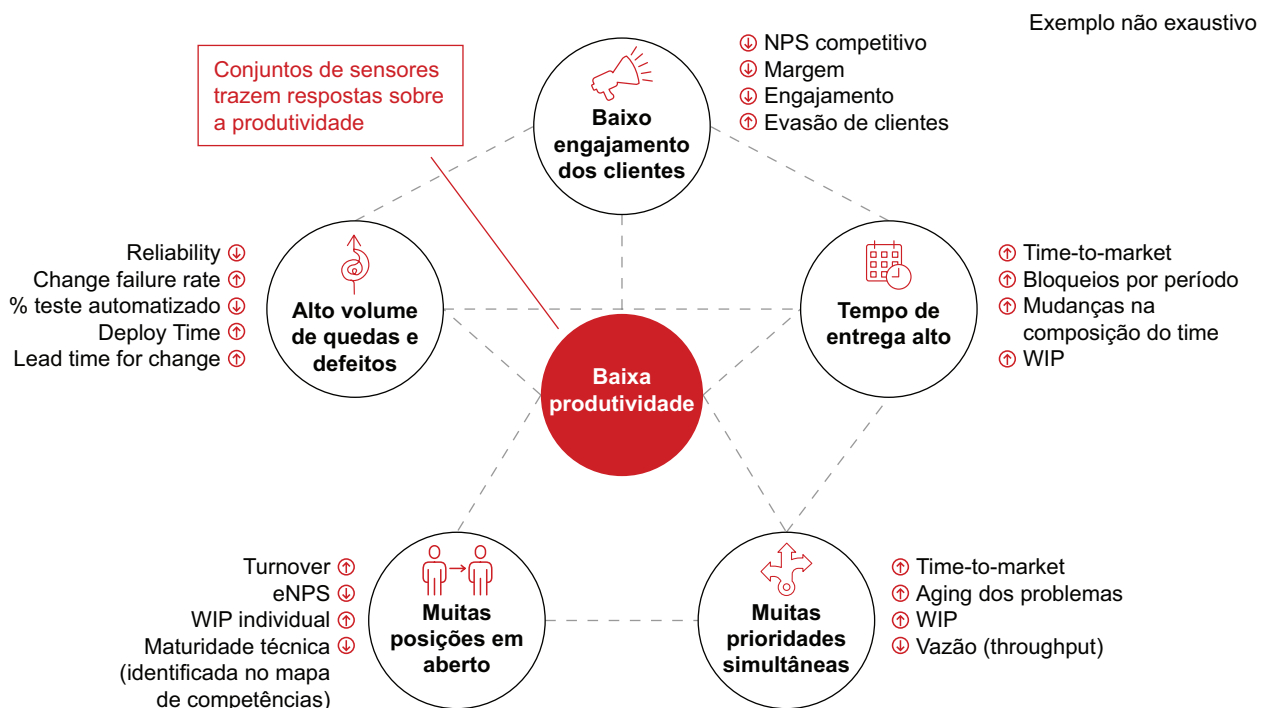 Exemplo não exaustivo
Conjuntos de sensores
trazem respostas sobre
a produtividade
Baixo
engajamento
dos clientes
NPS competitivo
Margem
Engajamento
Evasão de clientes
Reliability
Change failure rate
% teste automatizado
Deploy Time
Lead time for change
Alto volume
de quedas e
defeitos
Baixa
produtividade
Tempo de
entrega alto
Time-to-market
Bloqueios por período
Mudanças na
composição do time
WIP
Turnover
eNPS
WIP individual
Maturidade técnica
(identificada no mapa
de competências)
Muitas
posições em
aberto
Muitas
prioridades
simultâneas
Time-to-market
Aging dos problemas
WIP
Vazão (throughput)